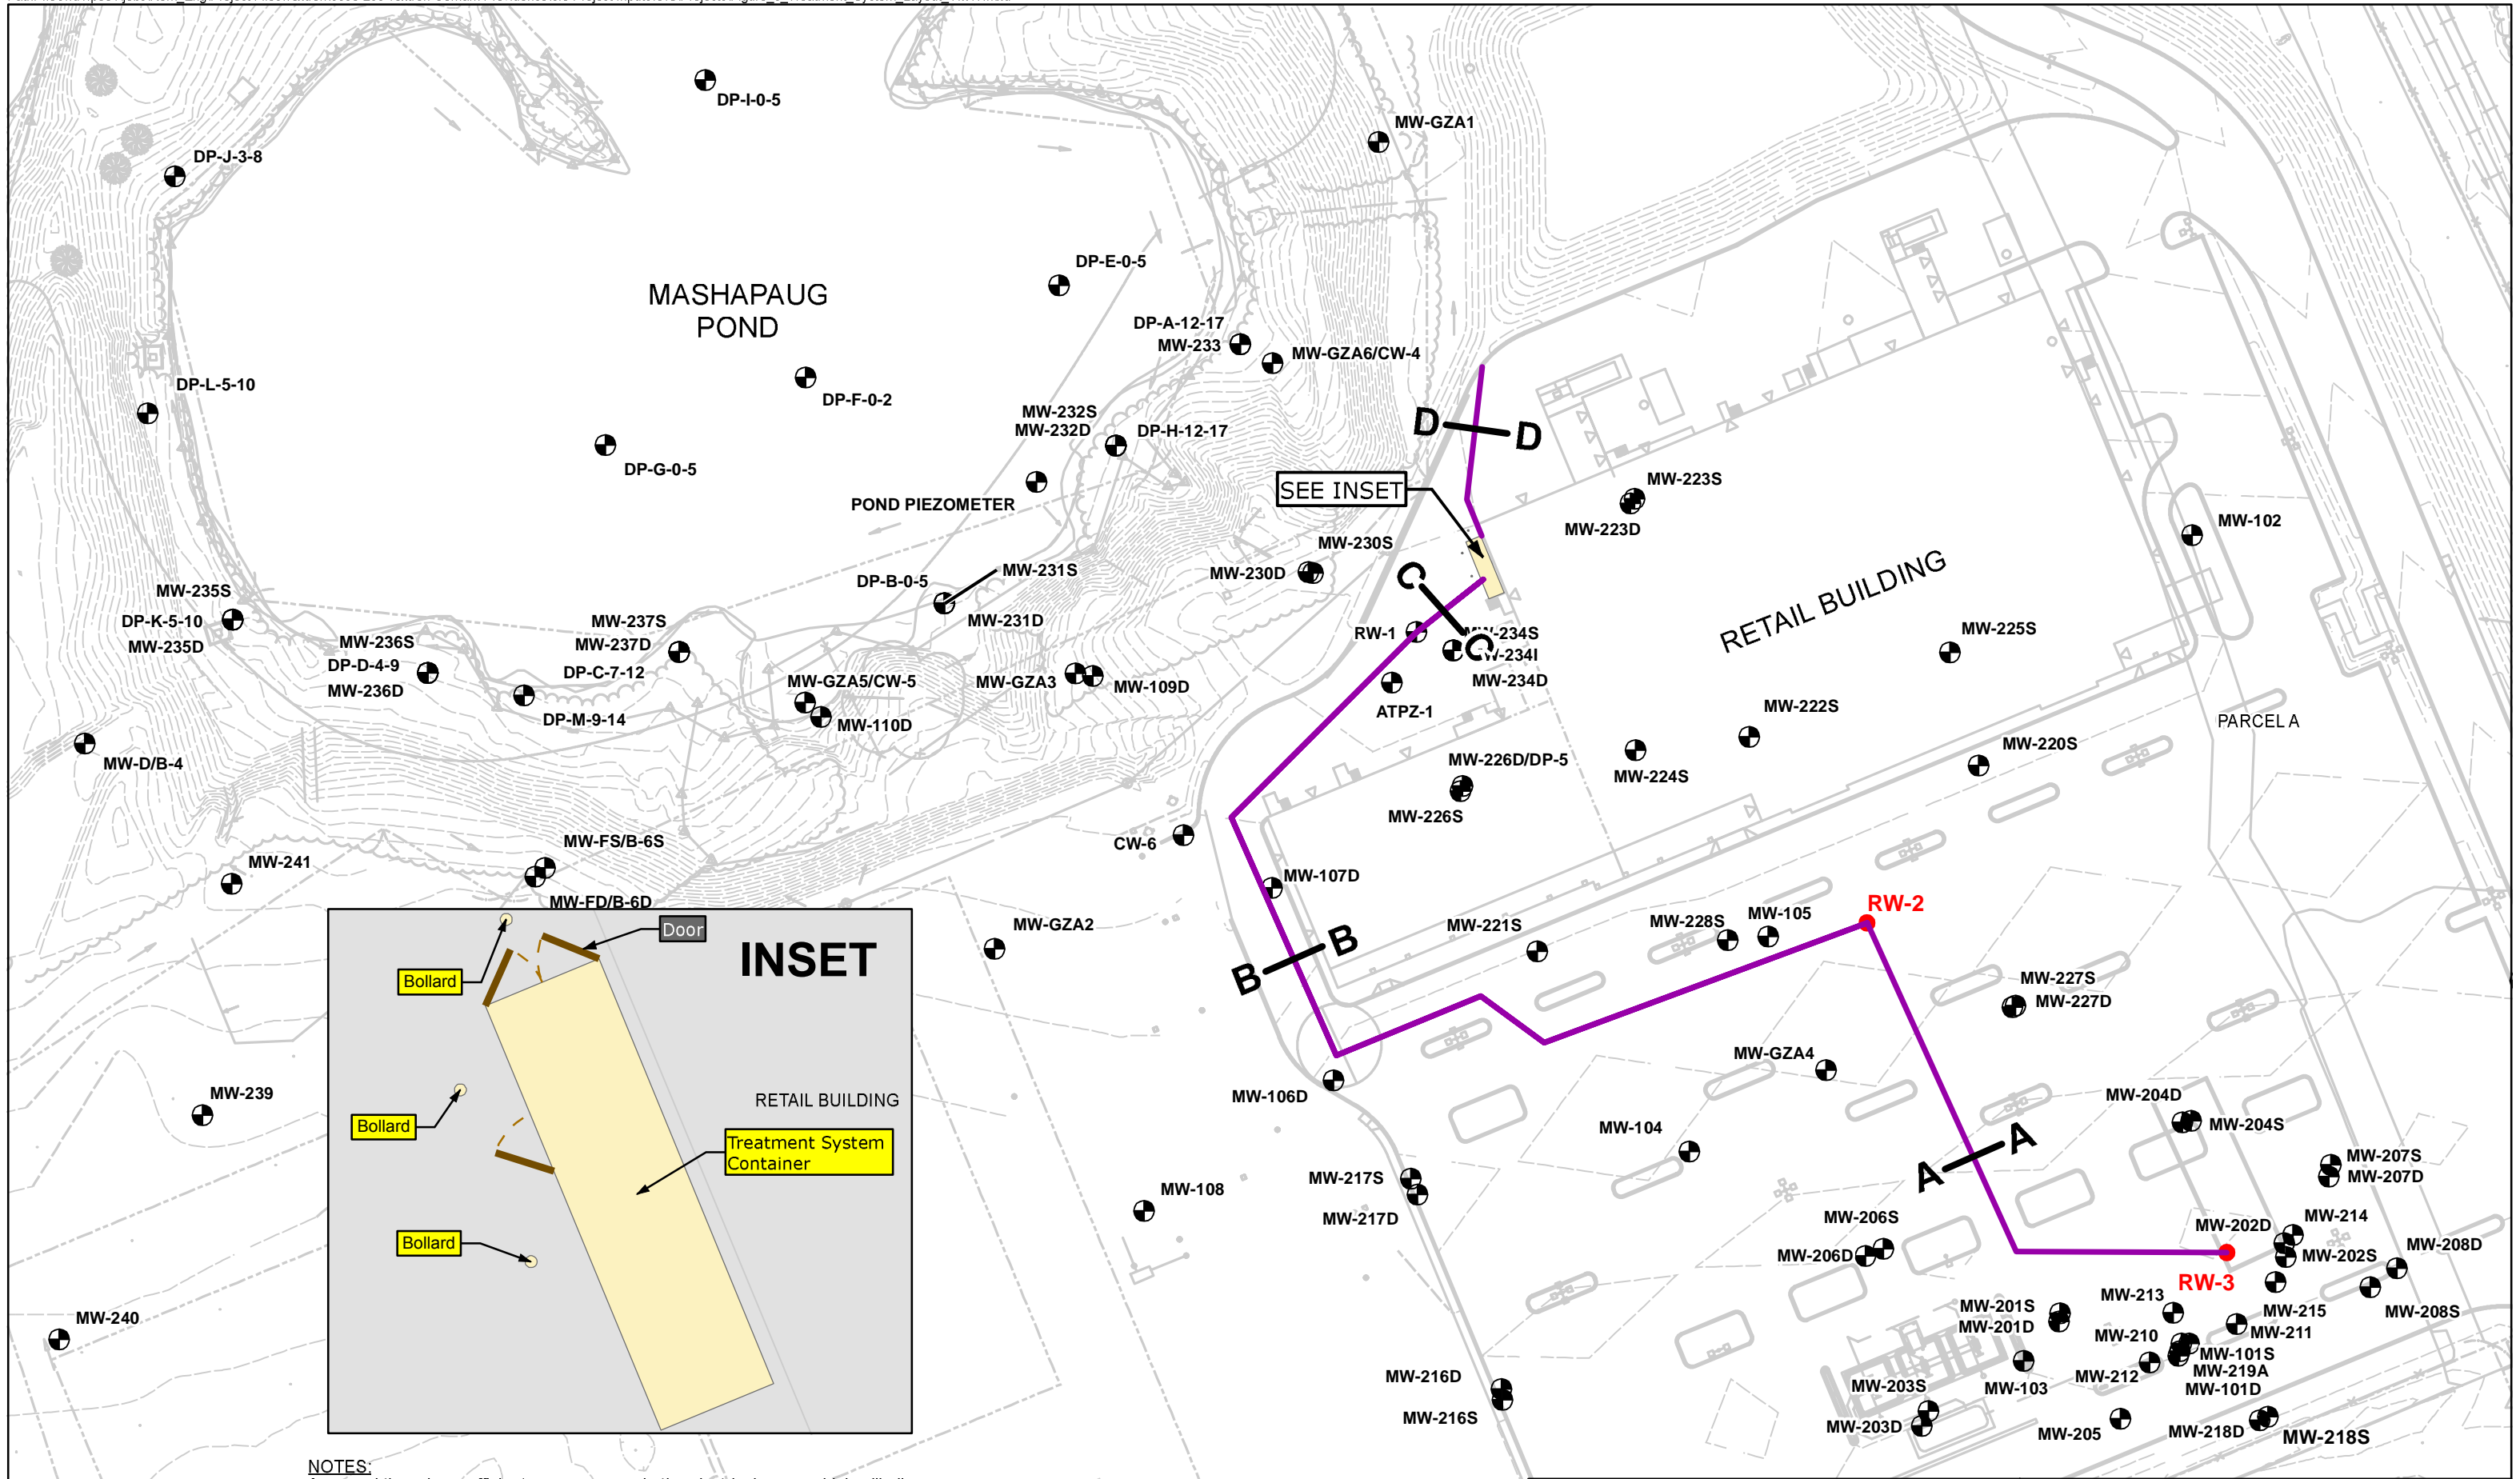 DP-I-0-5
MW-GZA1
DP-J-3-8
DP-E-0-5
MASHAPAUG
POND
DP-A-12-17
MW-233
MW-GZA6/CW-4
DP-L-5-10
DP-F-0-2
MW-232S
MW-232D
DP-H-12-17
D
D
DP-G-0-5
SEE INSET
MW-223S
POND PIEZOMETER
MW-223D
MW-102
MW-230S
RETAIL BUILDING
MW-230D
MW-231S
DP-B-0-5
C
MW-235S
DP-K-5-10
MW-235D
MW-237S
MW-237D
MW-231D
RW-1
MW-234S
C
MW-225S
MW-236S
DP-D-4-9
MW-236D
DP-C-7-12
MW-GZA5/CW-5
MW-GZA3
MW-109D
MW-234D
ATPZ-1
MW-222S
PARCEL A
DP-M-9-14
MW-110D
MW-D/B-4
MW-226D/DP-5
MW-224S
MW-220S
MW-226S
MW-FS/B-6S
CW-6
MW-241
MW-107D
MW-FD/B-6D
RW-2
MW-GZA2
MW-221S
MW-228S
MW-105
B
B
Door
INSET
Bollard
MW-227S
MW-227D
MW-GZA4
MW-239
MW-106D
RETAIL BUILDING
Bollard
MW-204D
MW-204S
MW-104
Treatment System
Container
A
A
MW-217S
MW-207S
MW-207D
MW-108
MW-217D
MW-206S
MW-202D
MW-214
Bollard
MW-206D
MW-202S
MW-208D
RW-3
MW-240
MW-201S
MW-201D
MW-213
MW-215
MW-208S
MW-210
MW-211
MW-101S
MW-216D
MW-203S
MW-103
MW-212
MW-219A
MW-101D
MW-216S
MW-203D
MW-205
MW-218D
MW-218S
NOTES: